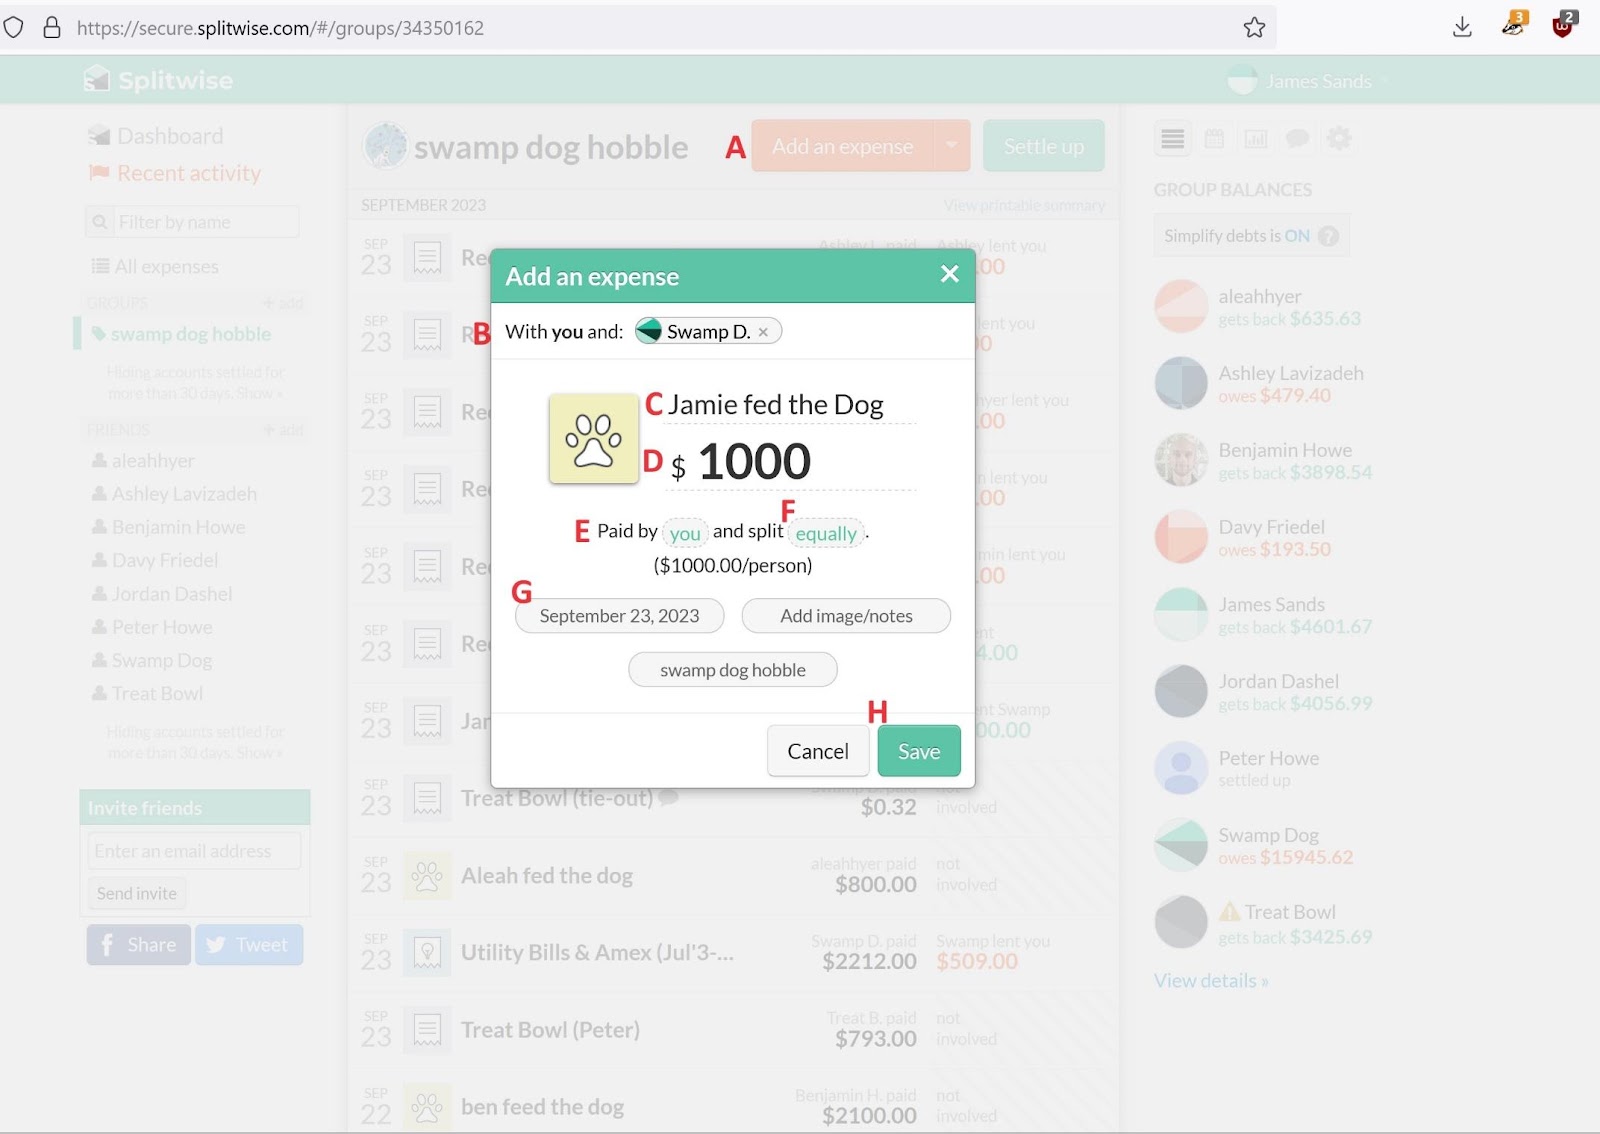 https://secure.splitwise.com/#/groups/34350162
3
2
Splitwise
James Sands
Dashboard
Recent activity
Filter by name
All expenses
GROUPS + add
swamp dog hobble
Hiding accounts settled for
more than 30 days. Show »
FRIENDS + add
aleahhyer
Ashley Lavizadeh
Benjamin Howe
Davy Friedel
Jordan Dashel
Peter Howe
Swamp Dog
Treat Bowl
Hiding accounts settled for
more than 30 days. Show »
Invite friends
Enter an email address
Send invite
Share Tweet
swamp dog hobble A Add an expense Settle up
SEPTEMBER 2023 View printable summary
SEP
23
Ashley L. paid Ashley lent you
.00
SEP
23
lent you
SEP
23
lent you
.00
SEP
23
lent you
.00
SEP
23
lent you
.00
SEP
23
4.00
SEP
23
Swamp
00.00
Add an expense
B With you and: Swamp D.
C Jamie fed the Dog
D $ 1000
F
E Paid by you and split equally.
($1000.00/person)
G
September 23, 2023 Add image/notes
swamp dog hobble
H
Cancel Save
SEP
23 Treat Bowl (tie-out) Swamp D. paid
$0.32 not
involved
SEP
23 Aleah fed the dog aleahhyer paid
$800.00 not
involved
SEP
23 Utility Bills & Amex (Jul'3-... Swamp D. paid
$2212.00 Swamp lent you
$509.00
SEP
23 Treat Bowl (Peter) Treat B. paid
$793.00 not
involved
SEP
22 ben feed the dog Benjamin H. paid
$2100.00 not
involved
GROUP BALANCES
Simplify debts is ON ?
aleahhyer
gets back $635.63
Ashley Lavizadeh
owes $479.40
Benjamin Howe
gets back $3898.54
Davy Friedel
owes $193.50
James Sands
gets back $4601.67
Jordan Dashel
gets back $4056.99
Peter Howe
settled up
Swamp Dog
owes $15945.62
Treat Bowl
gets back $3425.69
View details »